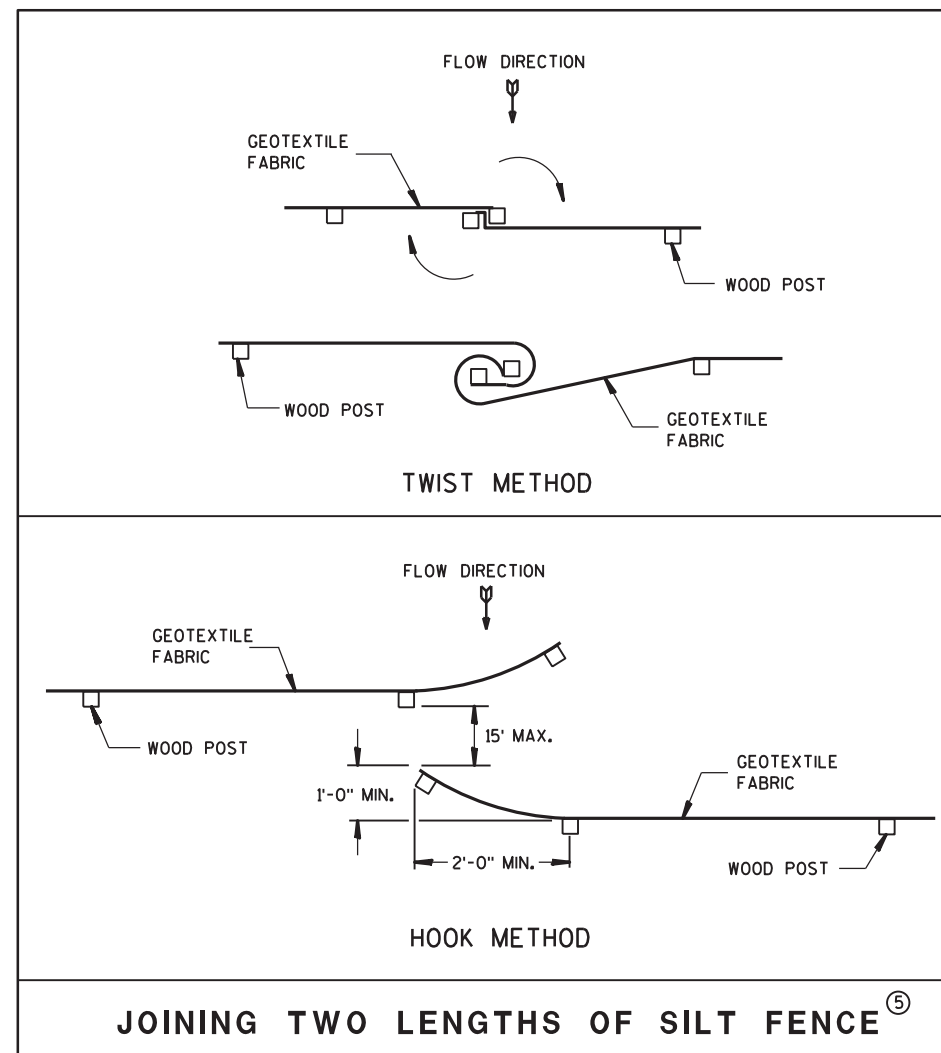 FLOW DIRECTION
GEOTEXTILE
FABRIC
WOOD POST
WOOD POST
GEOTEXTILE
FABRIC
TWIST METHOD
FLOW DIRECTION
GEOTEXTILE
FABRIC
WOOD POST
15' MAX.
1'-0" MIN.
GEOTEXTILE
FABRIC
2'-0" MIN.
WOOD POST
HOOK METHOD
JOINING TWO LENGTHS OF SILT FENCE ⑤